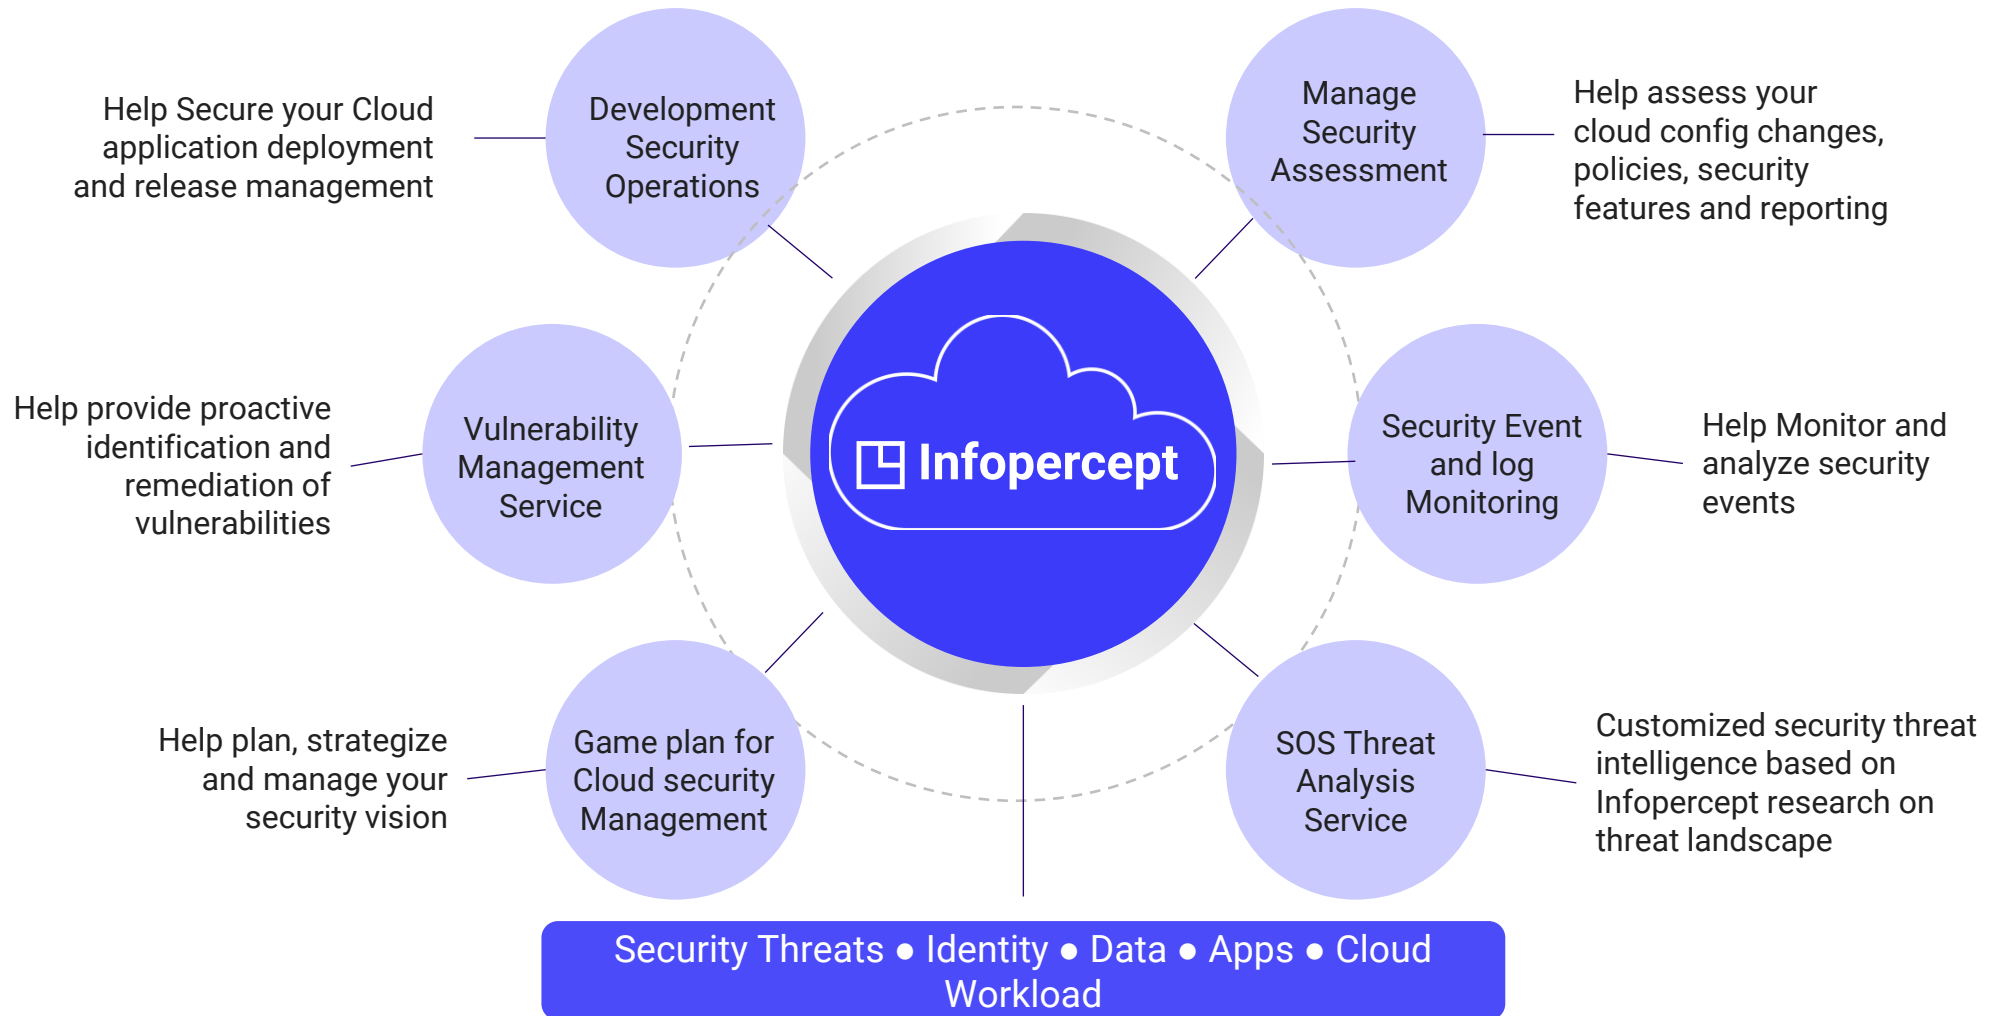 Help Secure your Cloud
application deployment
and release management
Development
Security
Operations
Manage
Security
Assessment
Help assess your
cloud config changes,
policies, security
features and reporting
Help provide proactive
identification and
remediation of
vulnerabilities
Vulnerability
Management
Service
Infopercept
Security Event
and log
Monitoring
Help Monitor and
analyze security
events
Help plan, strategize
and manage your
security vision
Game plan for
Cloud security
Management
SOS Threat
Analysis
Service
Customized security threat
intelligence based on
Infopercept research on
threat landscape
Security Threats ● Identity ● Data ● Apps ● Cloud
Workload